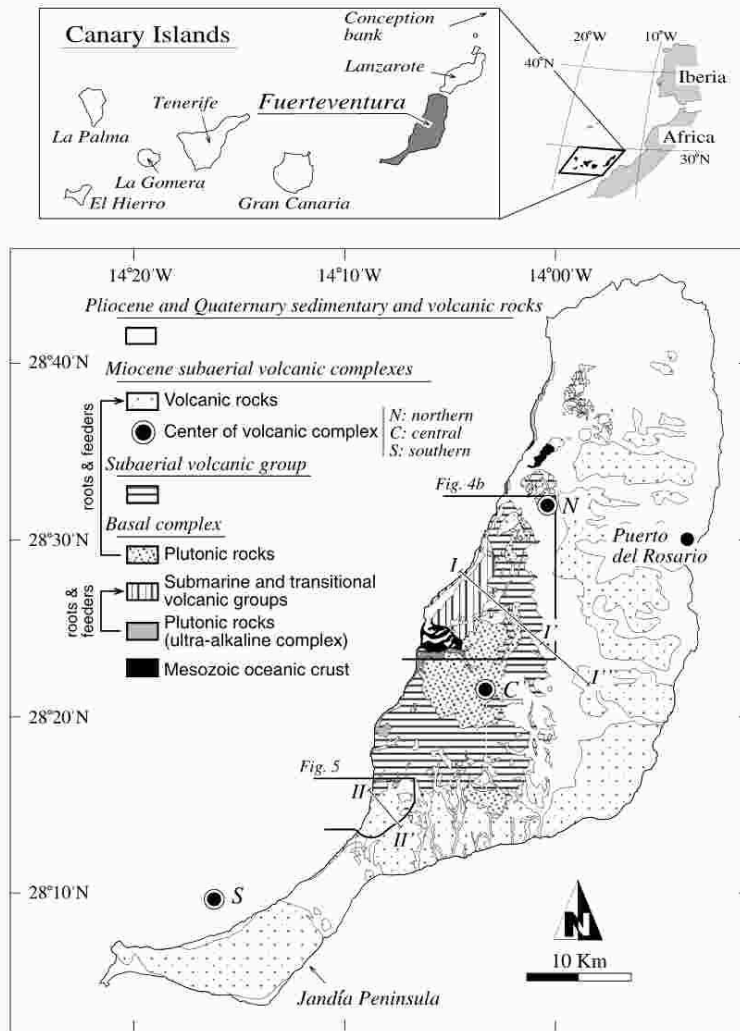 Canary Islands
Conception
bank
Lanzarote
Fuerteventura
Tenerife
La Palma
La Gomera
El Hierro
Gran Canaria
20°W
10°W
40°N
Iberia
Africa
30°N
14°20'W
14°10'W
14°00'W
Pliocene and Quaternary sedimentary and volcanic rocks
28°40'N
Miocene subaerial volcanic complexes
Volcanic rocks
Center of volcanic complex
N: northern
C: central
S: southern
roots & feeders
Subaerial volcanic group
Fig. 4b
N
Basal complex
28°30'N
Puerto
del Rosario
Plutonic rocks
I
Submarine and transitional
volcanic groups
roots &
feeders
Plutonic rocks
(ultra-alkaline complex)
I'
Mesozoic oceanic crust
I''
C
28°20'N
Fig. 5
II
II'
28°10'N
S
N
10 Km
Jandía Peninsula